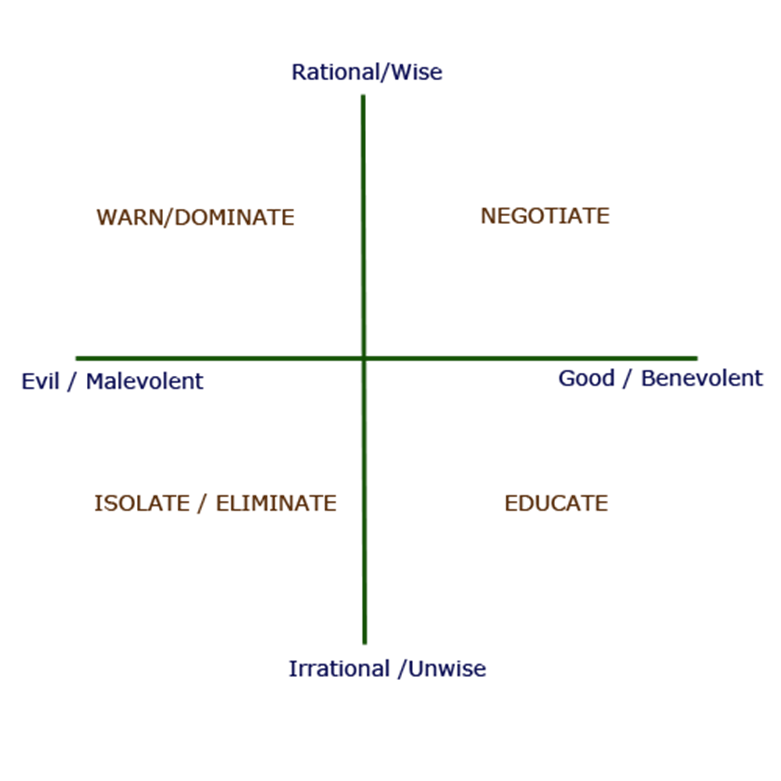 Rational/Wise
WARN/DOMINATE
NEGOTIATE
Evil / Malevolent
Good / Benevolent
ISOLATE / ELIMINATE
EDUCATE
Irrational /Unwise